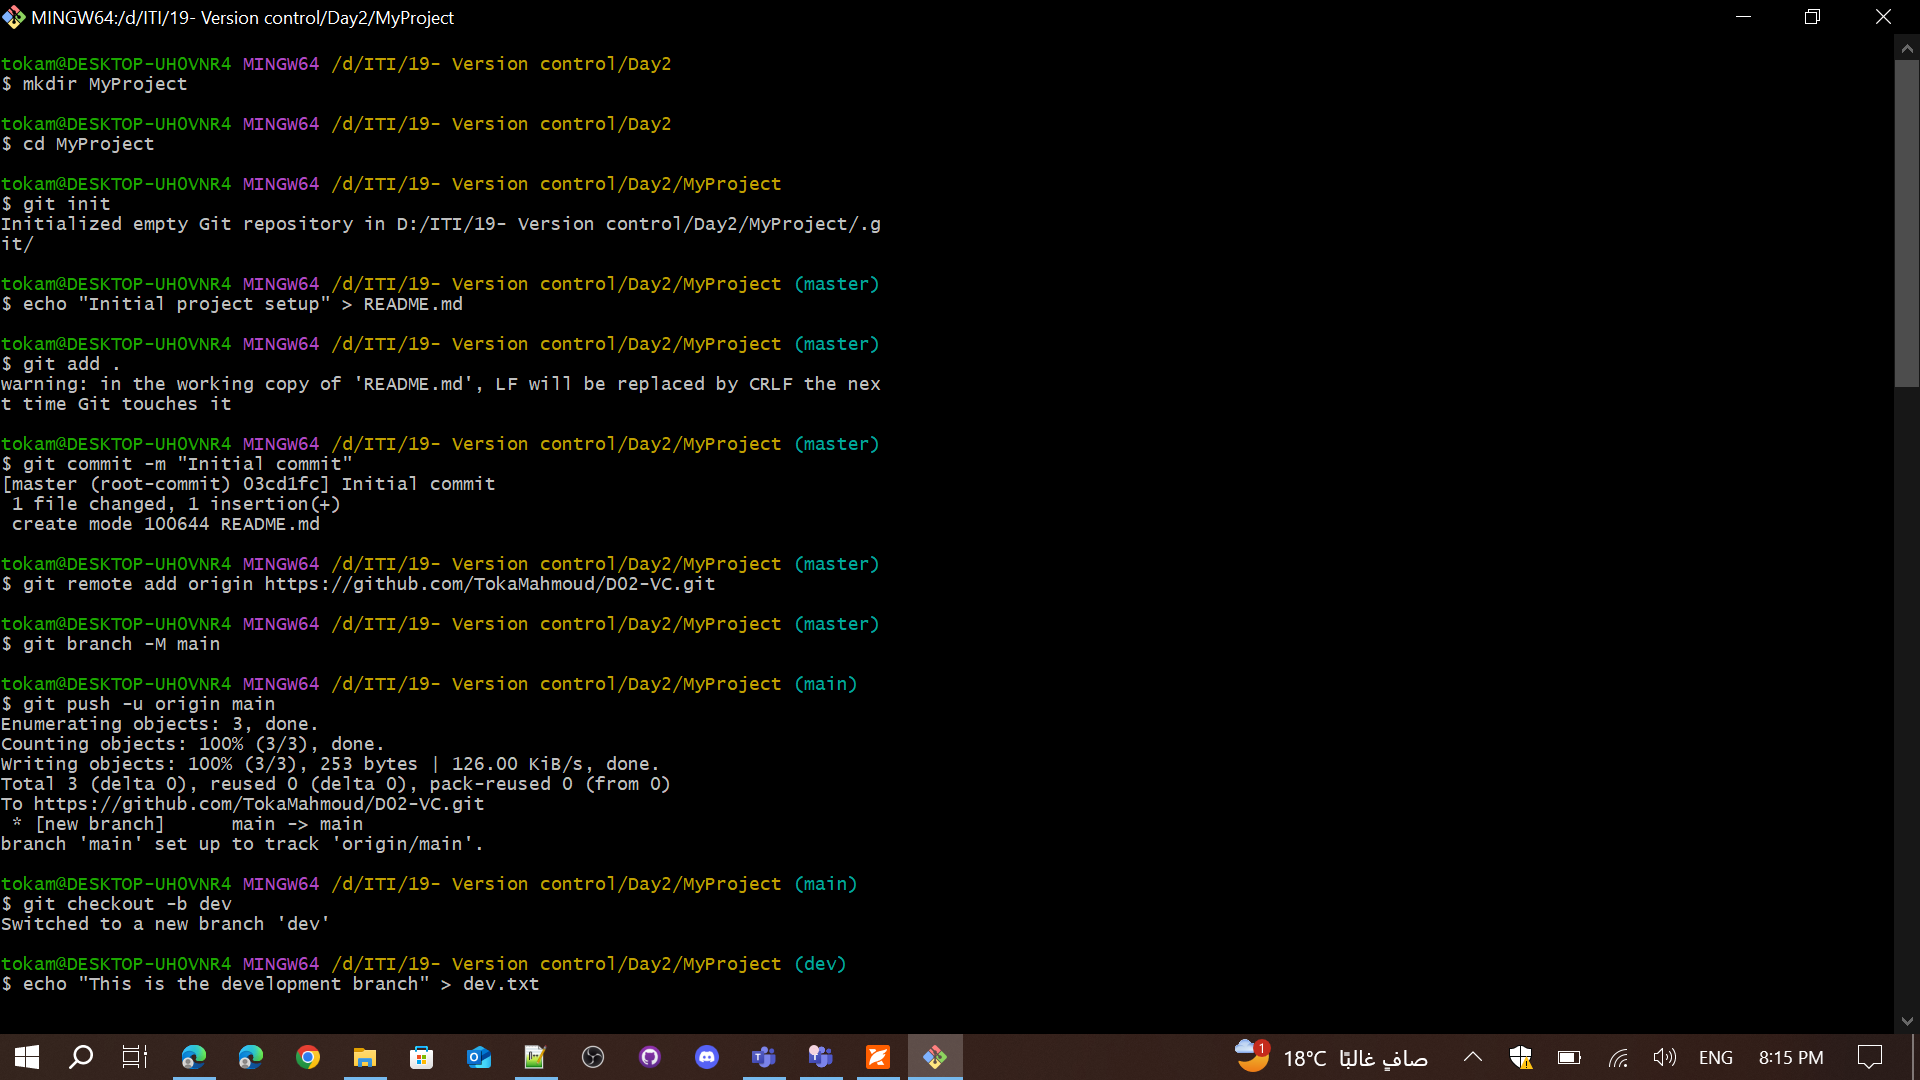 MINGW64:/d/ITI/19- Version control/Day2/MyProject
tokam@DESKTOP-UH0VNR4 MINGW64 /d/ITI/19- Version control/Day2
$ mkdir MyProject
tokam@DESKTOP-UH0VNR4 MINGW64 /d/ITI/19- Version control/Day2
$ cd MyProject
tokam@DESKTOP-UH0VNR4 MINGW64 /d/ITI/19- Version control/Day2/MyProject
$ git init
Initialized empty Git repository in D:/ITI/19- Version control/Day2/MyProject/.g
it/
tokam@DESKTOP-UH0VNR4 MINGW64 /d/ITI/19- Version control/Day2/MyProject (master)
$ echo "Initial project setup" > README.md
tokam@DESKTOP-UH0VNR4 MINGW64 /d/ITI/19- Version control/Day2/MyProject (master)
$ git add .
warning: in the working copy of 'README.md', LF will be replaced by CRLF the nex
t time Git touches it
tokam@DESKTOP-UH0VNR4 MINGW64 /d/ITI/19- Version control/Day2/MyProject (master)
$ git commit -m "Initial commit"
[master (root-commit) 03cd1fc] Initial commit
 1 file changed, 1 insertion(+)
 create mode 100644 README.md
tokam@DESKTOP-UH0VNR4 MINGW64 /d/ITI/19- Version control/Day2/MyProject (master)
$ git remote add origin https://github.com/TokaMahmoud/D02-VC.git
tokam@DESKTOP-UH0VNR4 MINGW64 /d/ITI/19- Version control/Day2/MyProject (master)
$ git branch -M main
tokam@DESKTOP-UH0VNR4 MINGW64 /d/ITI/19- Version control/Day2/MyProject (main)
$ git push -u origin main
Enumerating objects: 3, done.
Counting objects: 100% (3/3), done.
Writing objects: 100% (3/3), 253 bytes | 126.00 KiB/s, done.
Total 3 (delta 0), reused 0 (delta 0), pack-reused 0 (from 0)
To https://github.com/TokaMahmoud/D02-VC.git
 * [new branch]      main -> main
branch 'main' set up to track 'origin/main'.
tokam@DESKTOP-UH0VNR4 MINGW64 /d/ITI/19- Version control/Day2/MyProject (main)
$ git checkout -b dev
Switched to a new branch 'dev'
tokam@DESKTOP-UH0VNR4 MINGW64 /d/ITI/19- Version control/Day2/MyProject (dev)
$ echo "This is the development branch" > dev.txt
1 18°C صافٍ غالبًا ENG 8:15 PM